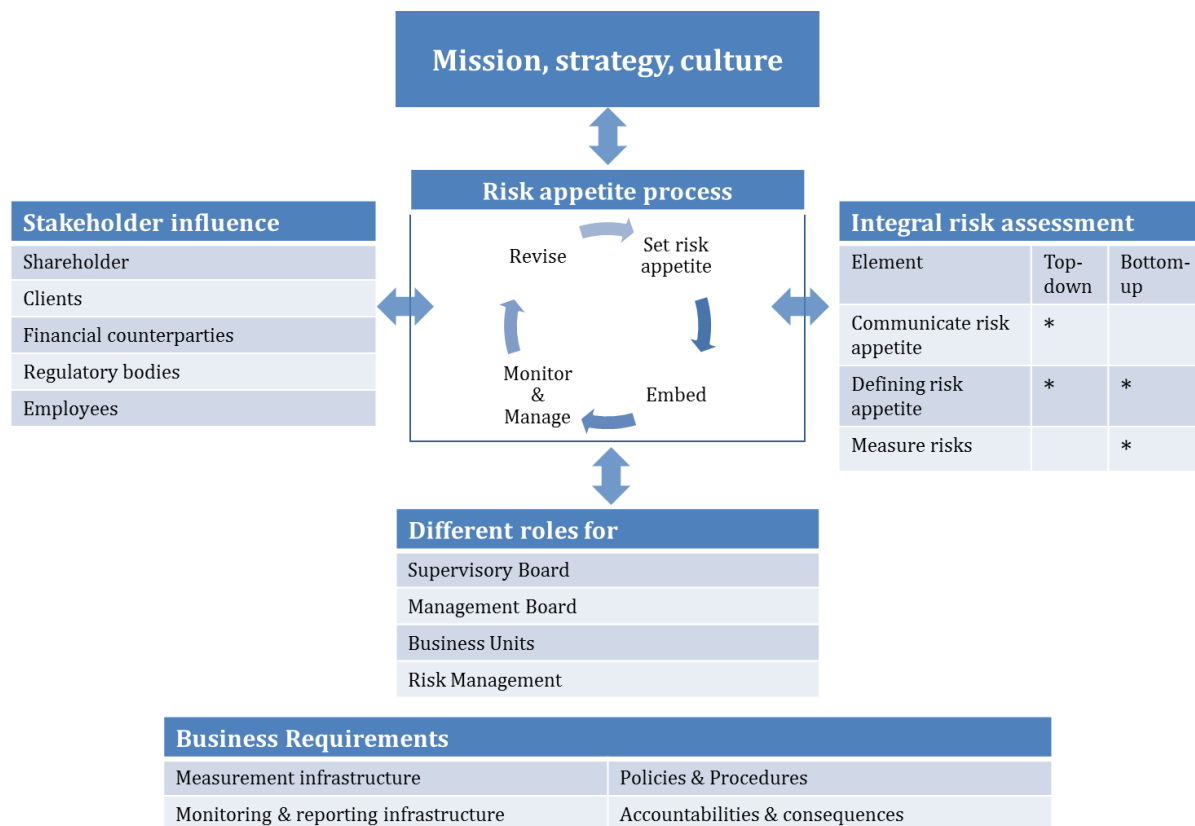 Mission, strategy, culture
Risk appetite process
Revise
Set risk
appetite
Monitor
&
Manage
Embed
Stakeholder influence
Shareholder
Clients
Financial counterparties
Regulatory bodies
Employees
Integral risk assessment
Element Top- Bottom-
down up
Communicate risk *
appetite
Defining risk * *
appetite
Measure risks *
Different roles for
Supervisory Board
Management Board
Business Units
Risk Management
Business Requirements
Measurement infrastructure Policies & Procedures
Monitoring & reporting infrastructure Accountabilities & consequences